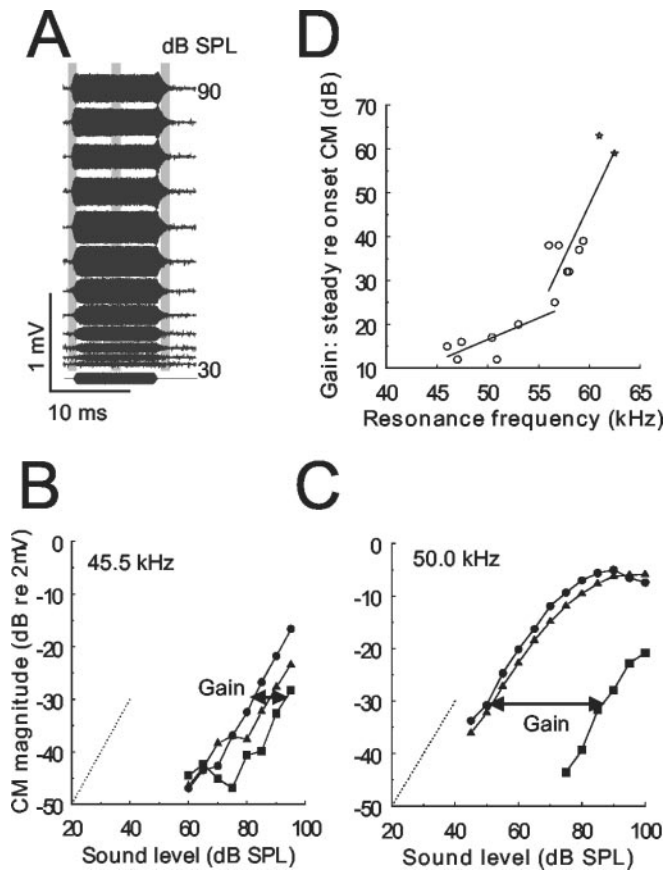 A
dB SPL
90
30
1 mV
10 ms
D
Gain: steady re onset CM (dB)
70
60
50
40
30
20
10
40 45 50 55 60 65
Resonance frequency (kHz)
B
45.5 kHz
Gain
CM magnitude (dB re 2mV)
0
-10
-20
-30
-40
-50
20 40 60 80 100
Sound level (dB SPL)
C
50.0 kHz
Gain
0
-10
-20
-30
-40
-50
20 40 60 80 100
Sound level (dB SPL)